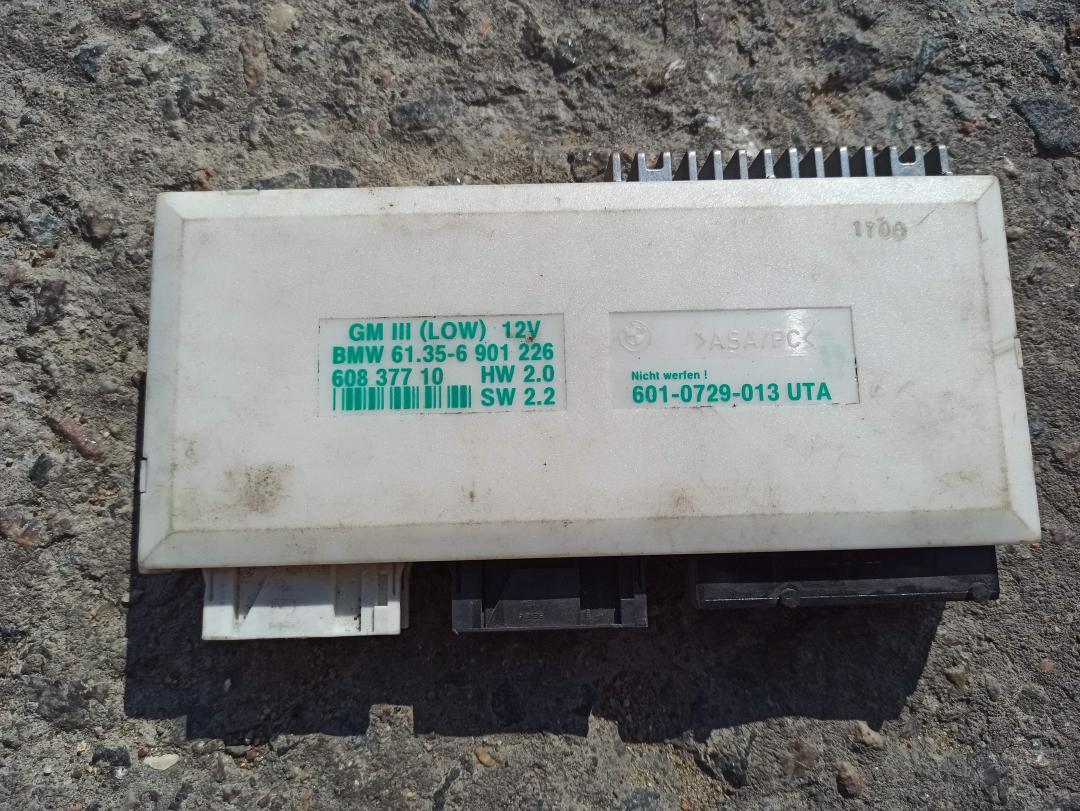 GM III (LOW) 12V
BMW 61.35-6 901 226
608 377 10 HW 2.0
SW 2.2
>ASA/PC<
Nicht werfen !
601-0729-013 UTA